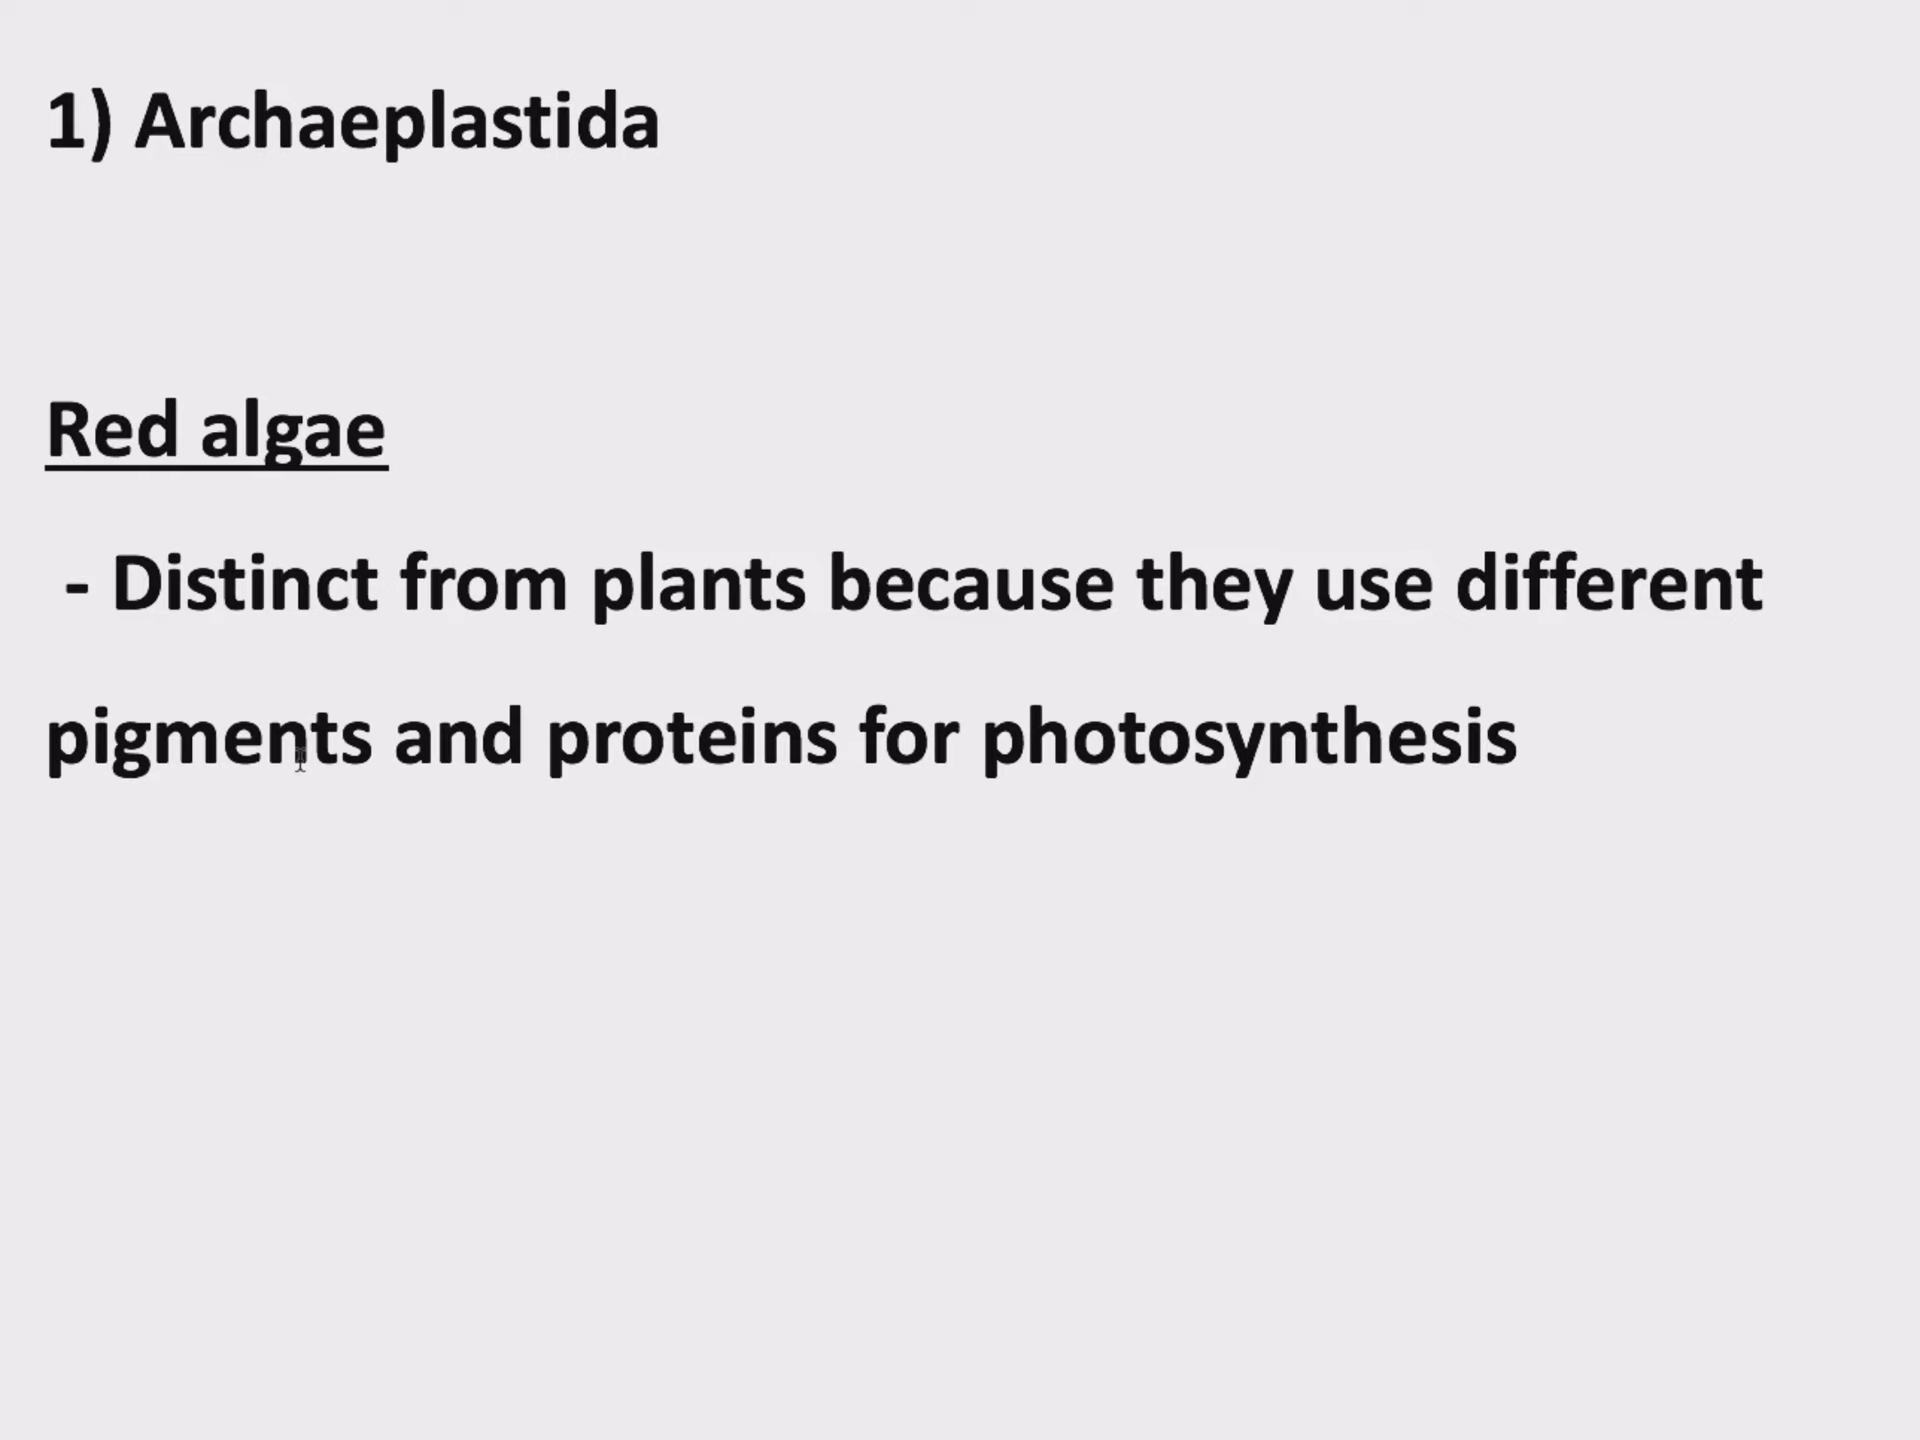 1) Archaeplastida
Red algae
- Distinct from plants because they use different
pigments and proteins for photosynthesis